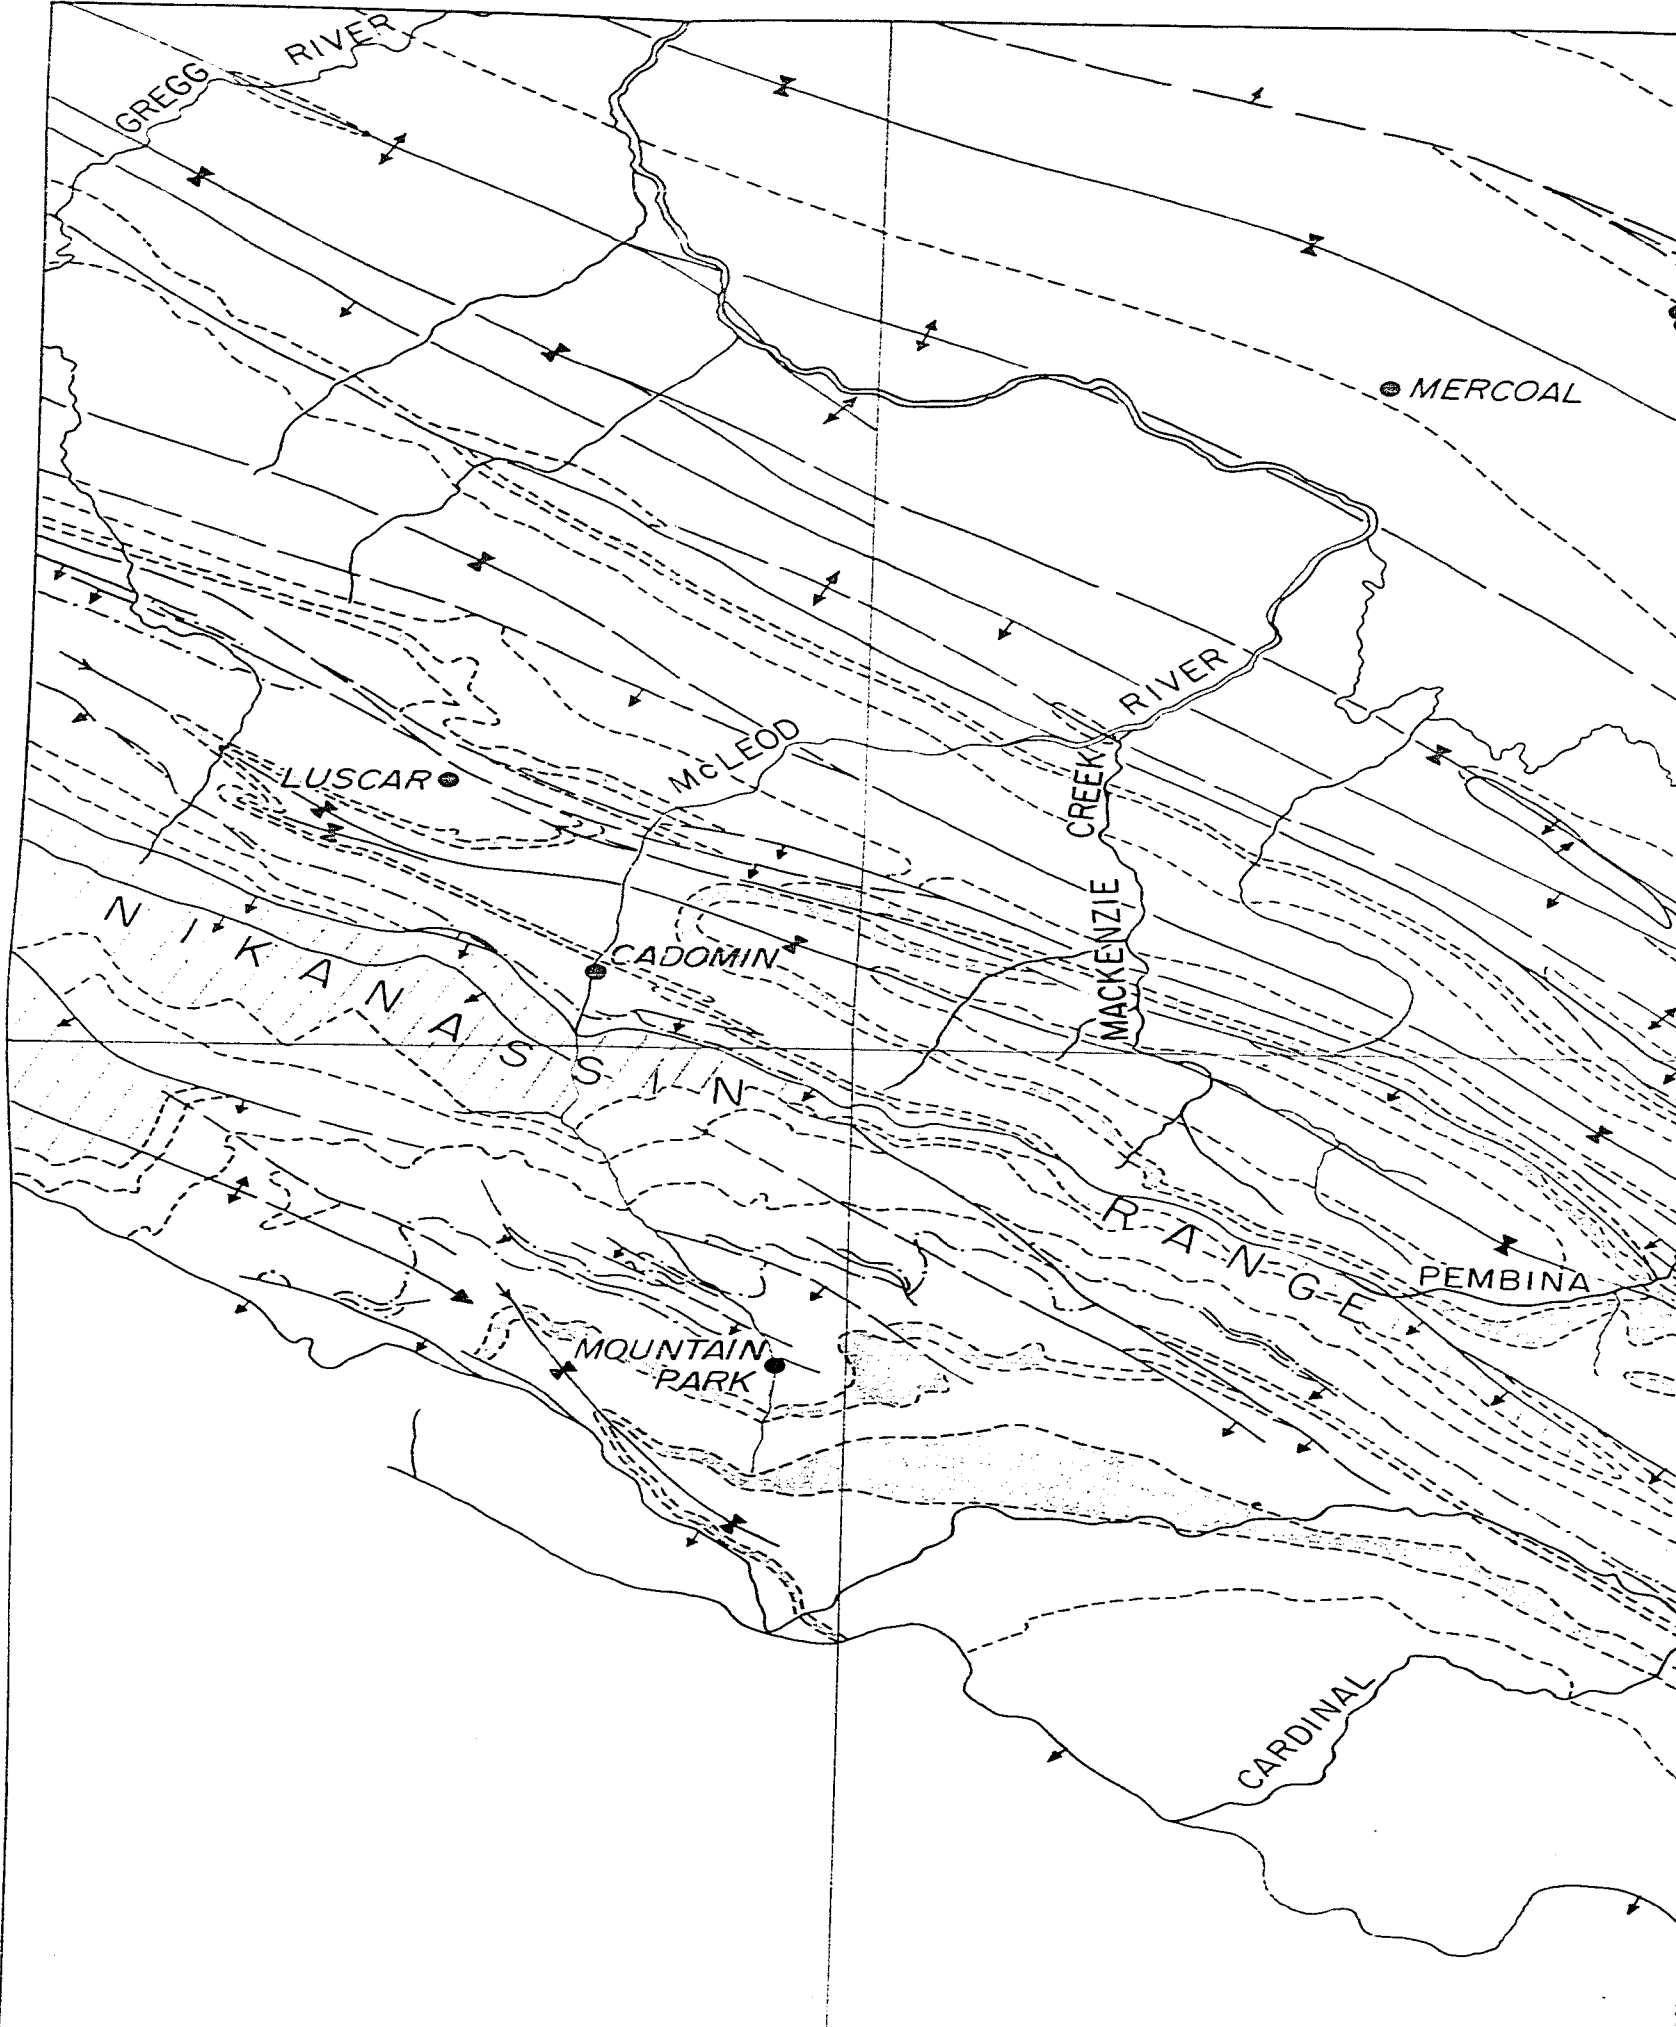 GREGG RIVER
MERCOAL
McLEOD RIVER
LUSCAR
MACKENZIE CREEK
CADOMIN
NIKANASSIN RANGE
PEMBINA
MOUNTAIN
PARK
CARDINAL